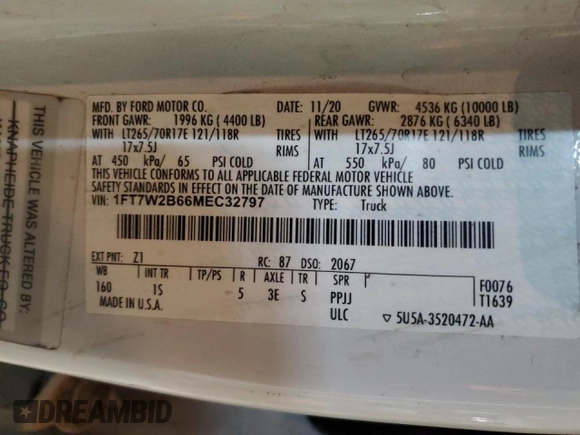 MFD. BY FORD MOTOR CO.
DATE: 11/20 GVWR: 4536 KG (10000 LB)
FRONT GAWR: 1996 KG ( 4400 LB)
REAR GAWR: 2876 KG ( 6340 LB)
WITH LT265/70R17E 121/118R TIRES
WITH LT265/70R17E 121/118R TIRES
17x7.5J RIMS
17x7.5J RIMS
AT 450 kPa/ 65 PSI COLD
AT 550 kPa/ 80 PSI COLD
THIS VEHICLE CONFORMS TO ALL APPLICABLE FEDERAL MOTOR VEHICLE
SAFETY STANDARDS IN EFFECT ON THE DATE OF MANUFACTURE SHOWN ABOVE.
VIN: 1FT7W2B66MEC32797
TYPE: Truck
EXT PNT: Z1 RC: 87 DSO: 2067
WB INT TR TP/PS R AXLE TR SPR
160 1S 5 3E S PPJJ
F0076
T1639
MADE IN U.S.A.
ULC
▽ 5U5A-3520472-AA
THIS VEHICLE WAS ALTERED BY:
KNAPHEIDE TRUCK EQ. CO.
DREAMBID